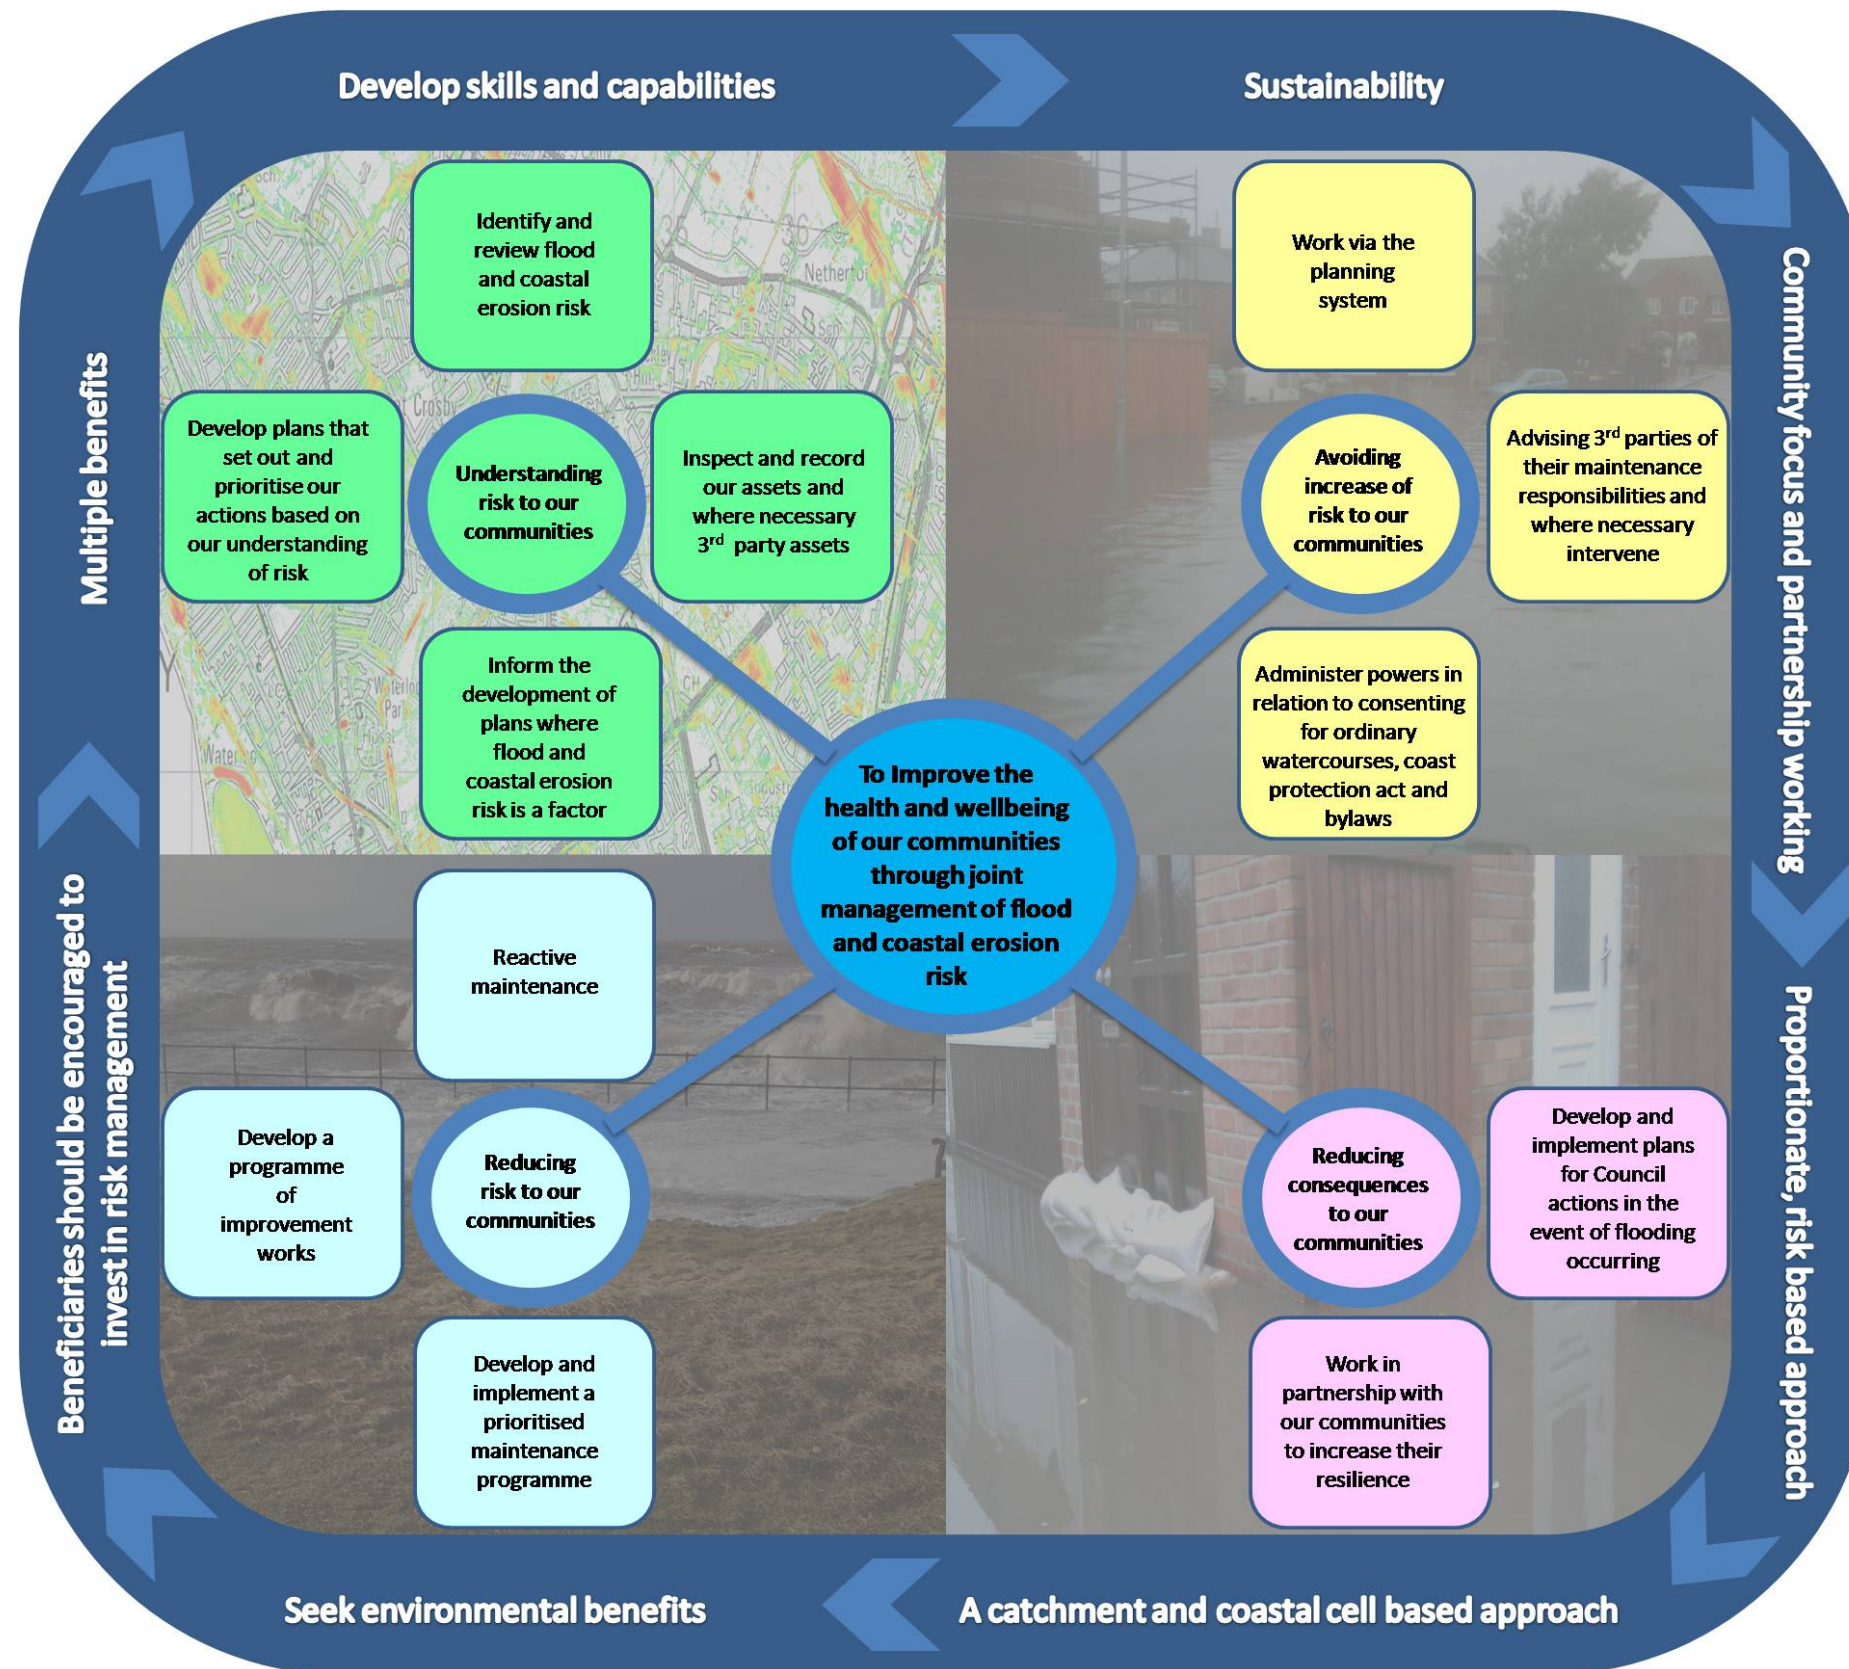 Develop skills and capabilities
Sustainability
Community focus and partnership working
Proportionate, risk based approach
A catchment and coastal cell based approach
Seek environmental benefits
Beneficiaries should be encouraged to
invest in risk management
Multiple benefits
Identify and
review flood
and coastal
erosion risk
Develop plans that
set out and
prioritise our
actions based on
our understanding
of risk
Understanding
risk to our
communities
Inspect and record
our assets and
where necessary
3rd party assets
Inform the
development of
plans where
flood and
coastal erosion
risk is a factor
Work via the
planning
system
Avoiding
increase of
risk to our
communities
Advising 3rd parties of
their maintenance
responsibilities and
where necessary
intervene
Administer powers in
relation to consenting
for ordinary
watercourses, coast
protection act and
bylaws
To Improve the
health and wellbeing
of our communities
through joint
management of flood
and coastal erosion
risk
Reactive
maintenance
Develop a
programme
of
improvement
works
Reducing
risk to our
communities
Develop and
implement a
prioritised
maintenance
programme
Reducing
consequences
to our
communities
Develop and
implement plans
for Council
actions in the
event of flooding
occurring
Work in
partnership with
our communities
to increase their
resilience
Crosby
35
36
Sch